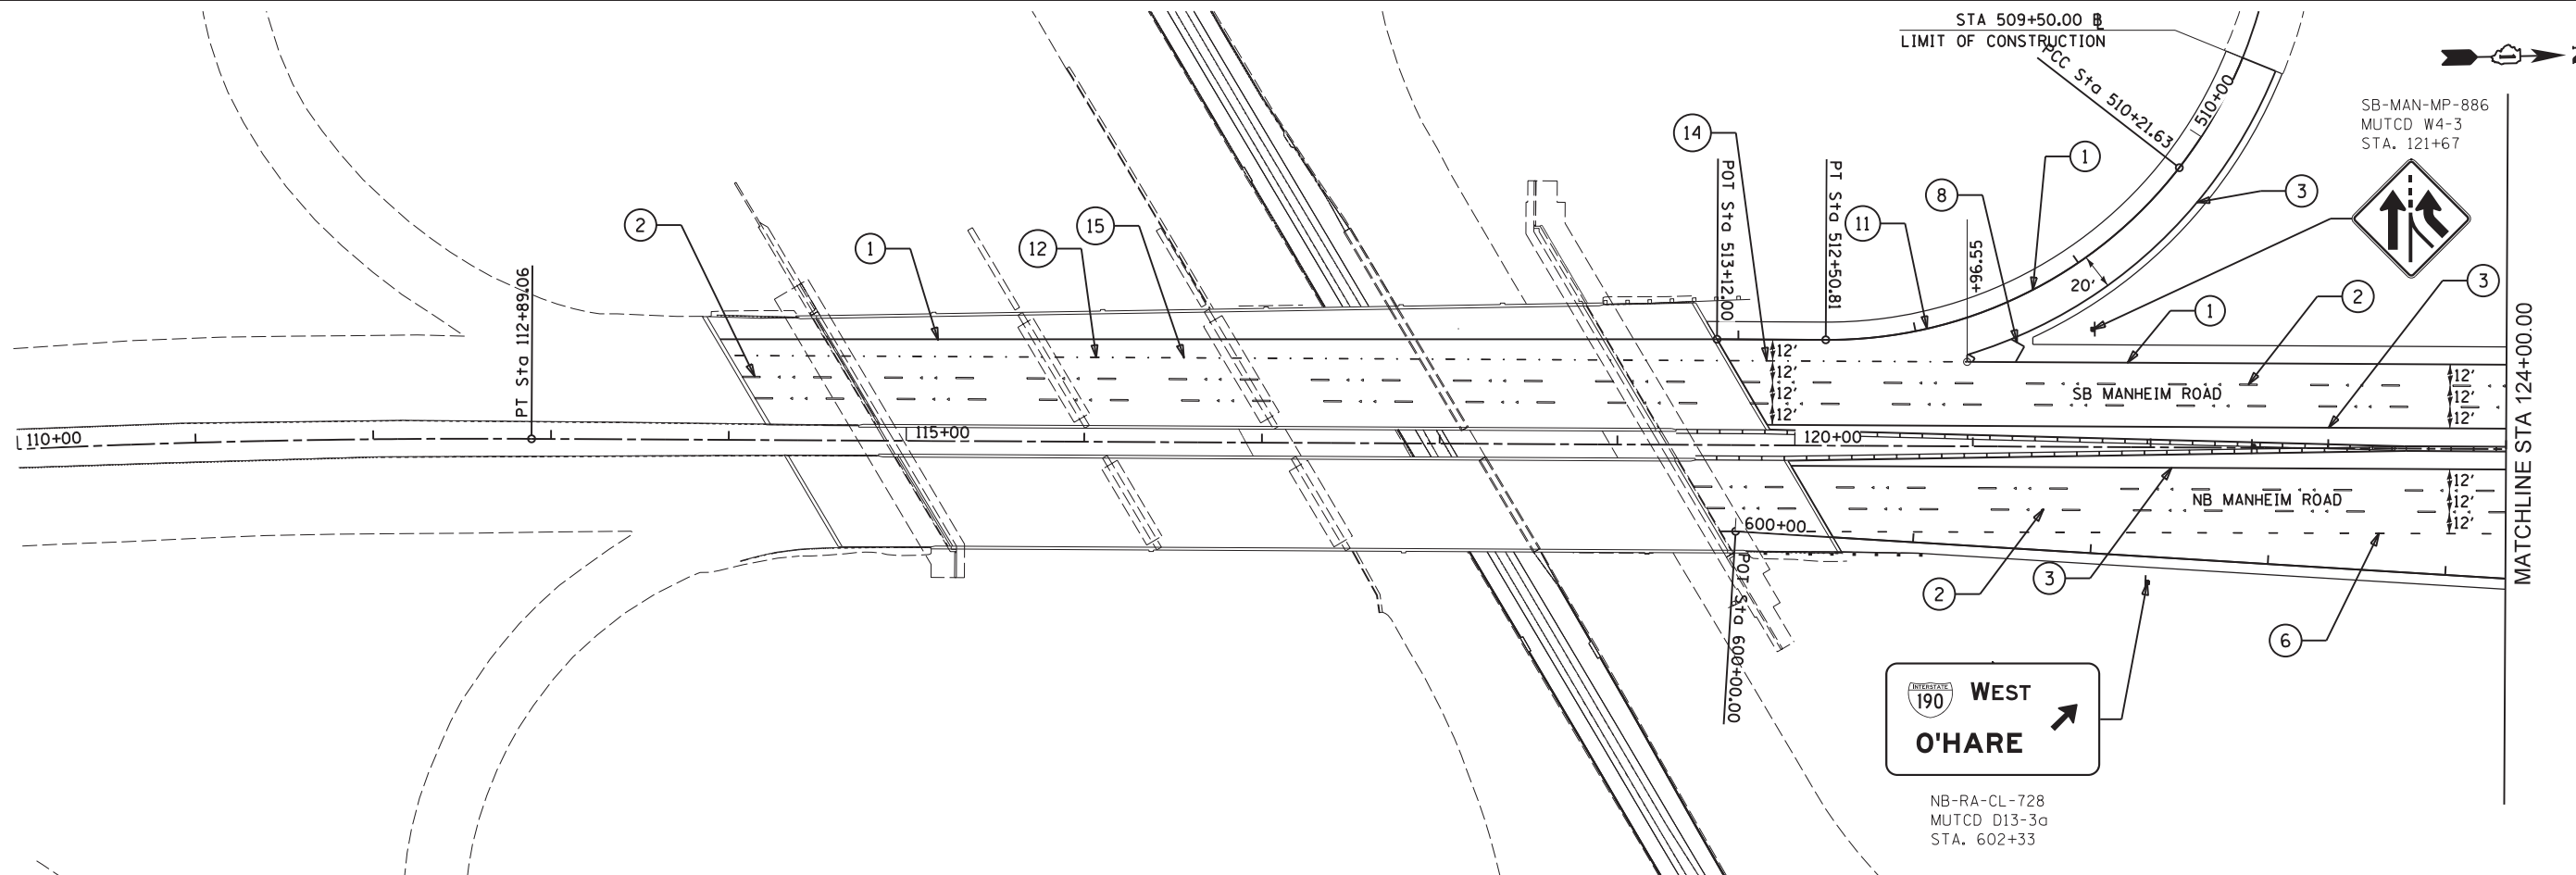 STA 509+50.00 BL
LIMIT OF CONSTRUCTION
PCC Sta 510+21.63
510+00
SB-MAN-MP-886
MUTCD W4-3
STA. 121+67
14
1
3
8
2
15
12
1
11
POT Sta 513+12.00
PT Sta 512+50.81
+96.55
20'
1
2
3
PT Sta 112+89.06
12'
12'
12'
12'
SB MANHEIM ROAD
12'
12'
12'
MATCHLINE STA 124+00.00
110+00
115+00
120+00
NB MANHEIM ROAD
12'
12'
12'
600+00
POT Sta 600+00.00
2
3
6
INTERSTATE
190
WEST
O'HARE
NB-RA-CL-728
MUTCD D13-3a
STA. 602+33